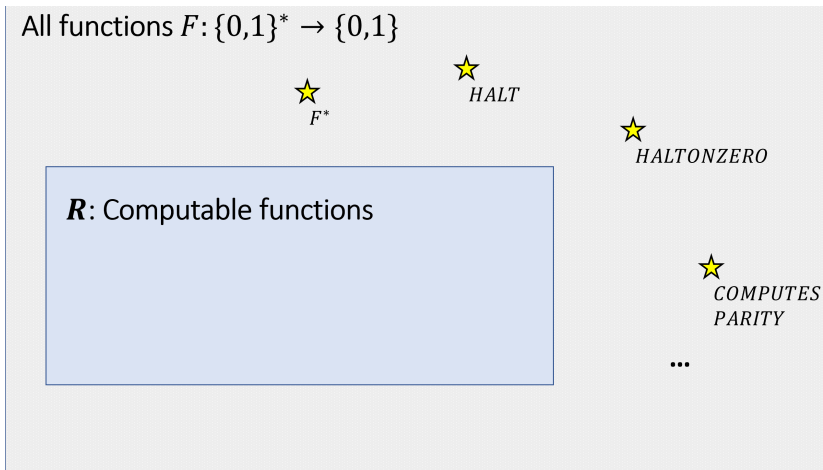 All functions F: {0,1}* → {0,1}
HALT
F*
HALTONZERO
R: Computable functions
COMPUTES
PARITY
...